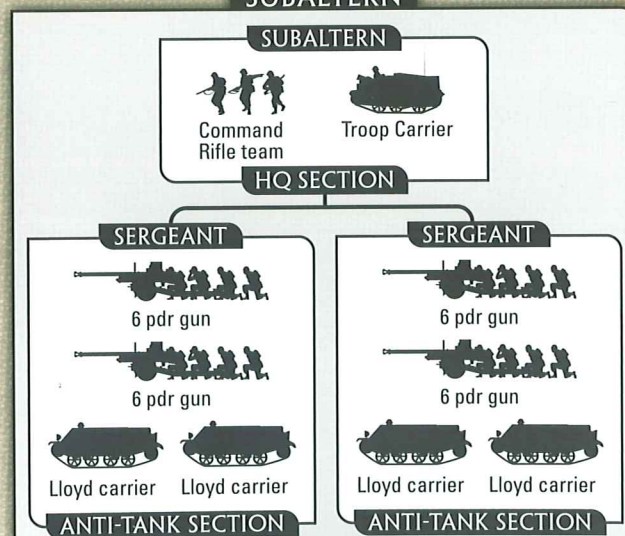 SUBALTERN
SUBALTERN
Command Troop Carrier
Rifle team
HQ SECTION
SERGEANT
6 pdr gun
6 pdr gun
Lloyd carrier Lloyd carrier
ANTI-TANK SECTION
SERGEANT
6 pdr gun
6 pdr gun
Lloyd carrier Lloyd carrier
ANTI-TANK SECTION